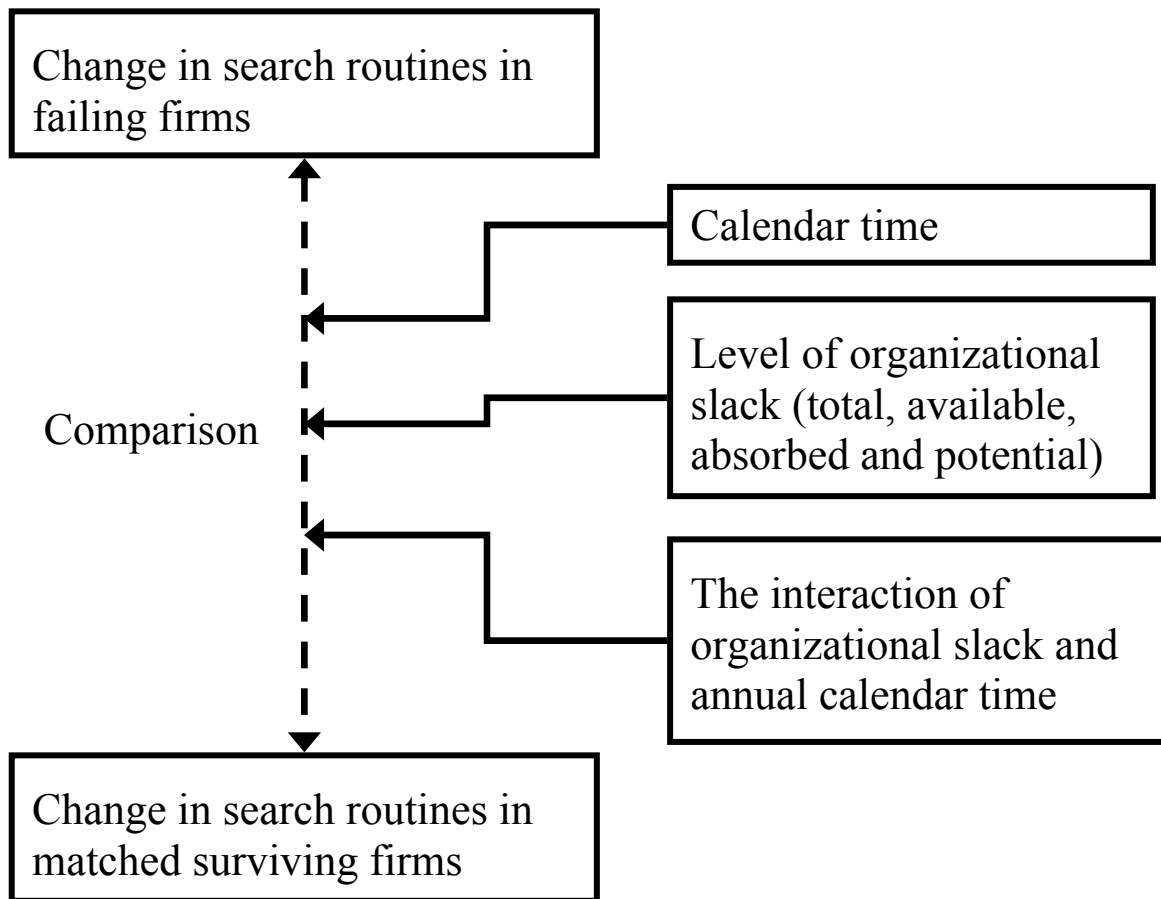 Change in search routines in
failing firms
Calendar time
Level of organizational
slack (total, available,
absorbed and potential)
Comparison
The interaction of
organizational slack and
annual calendar time
Change in search routines in
matched surviving firms